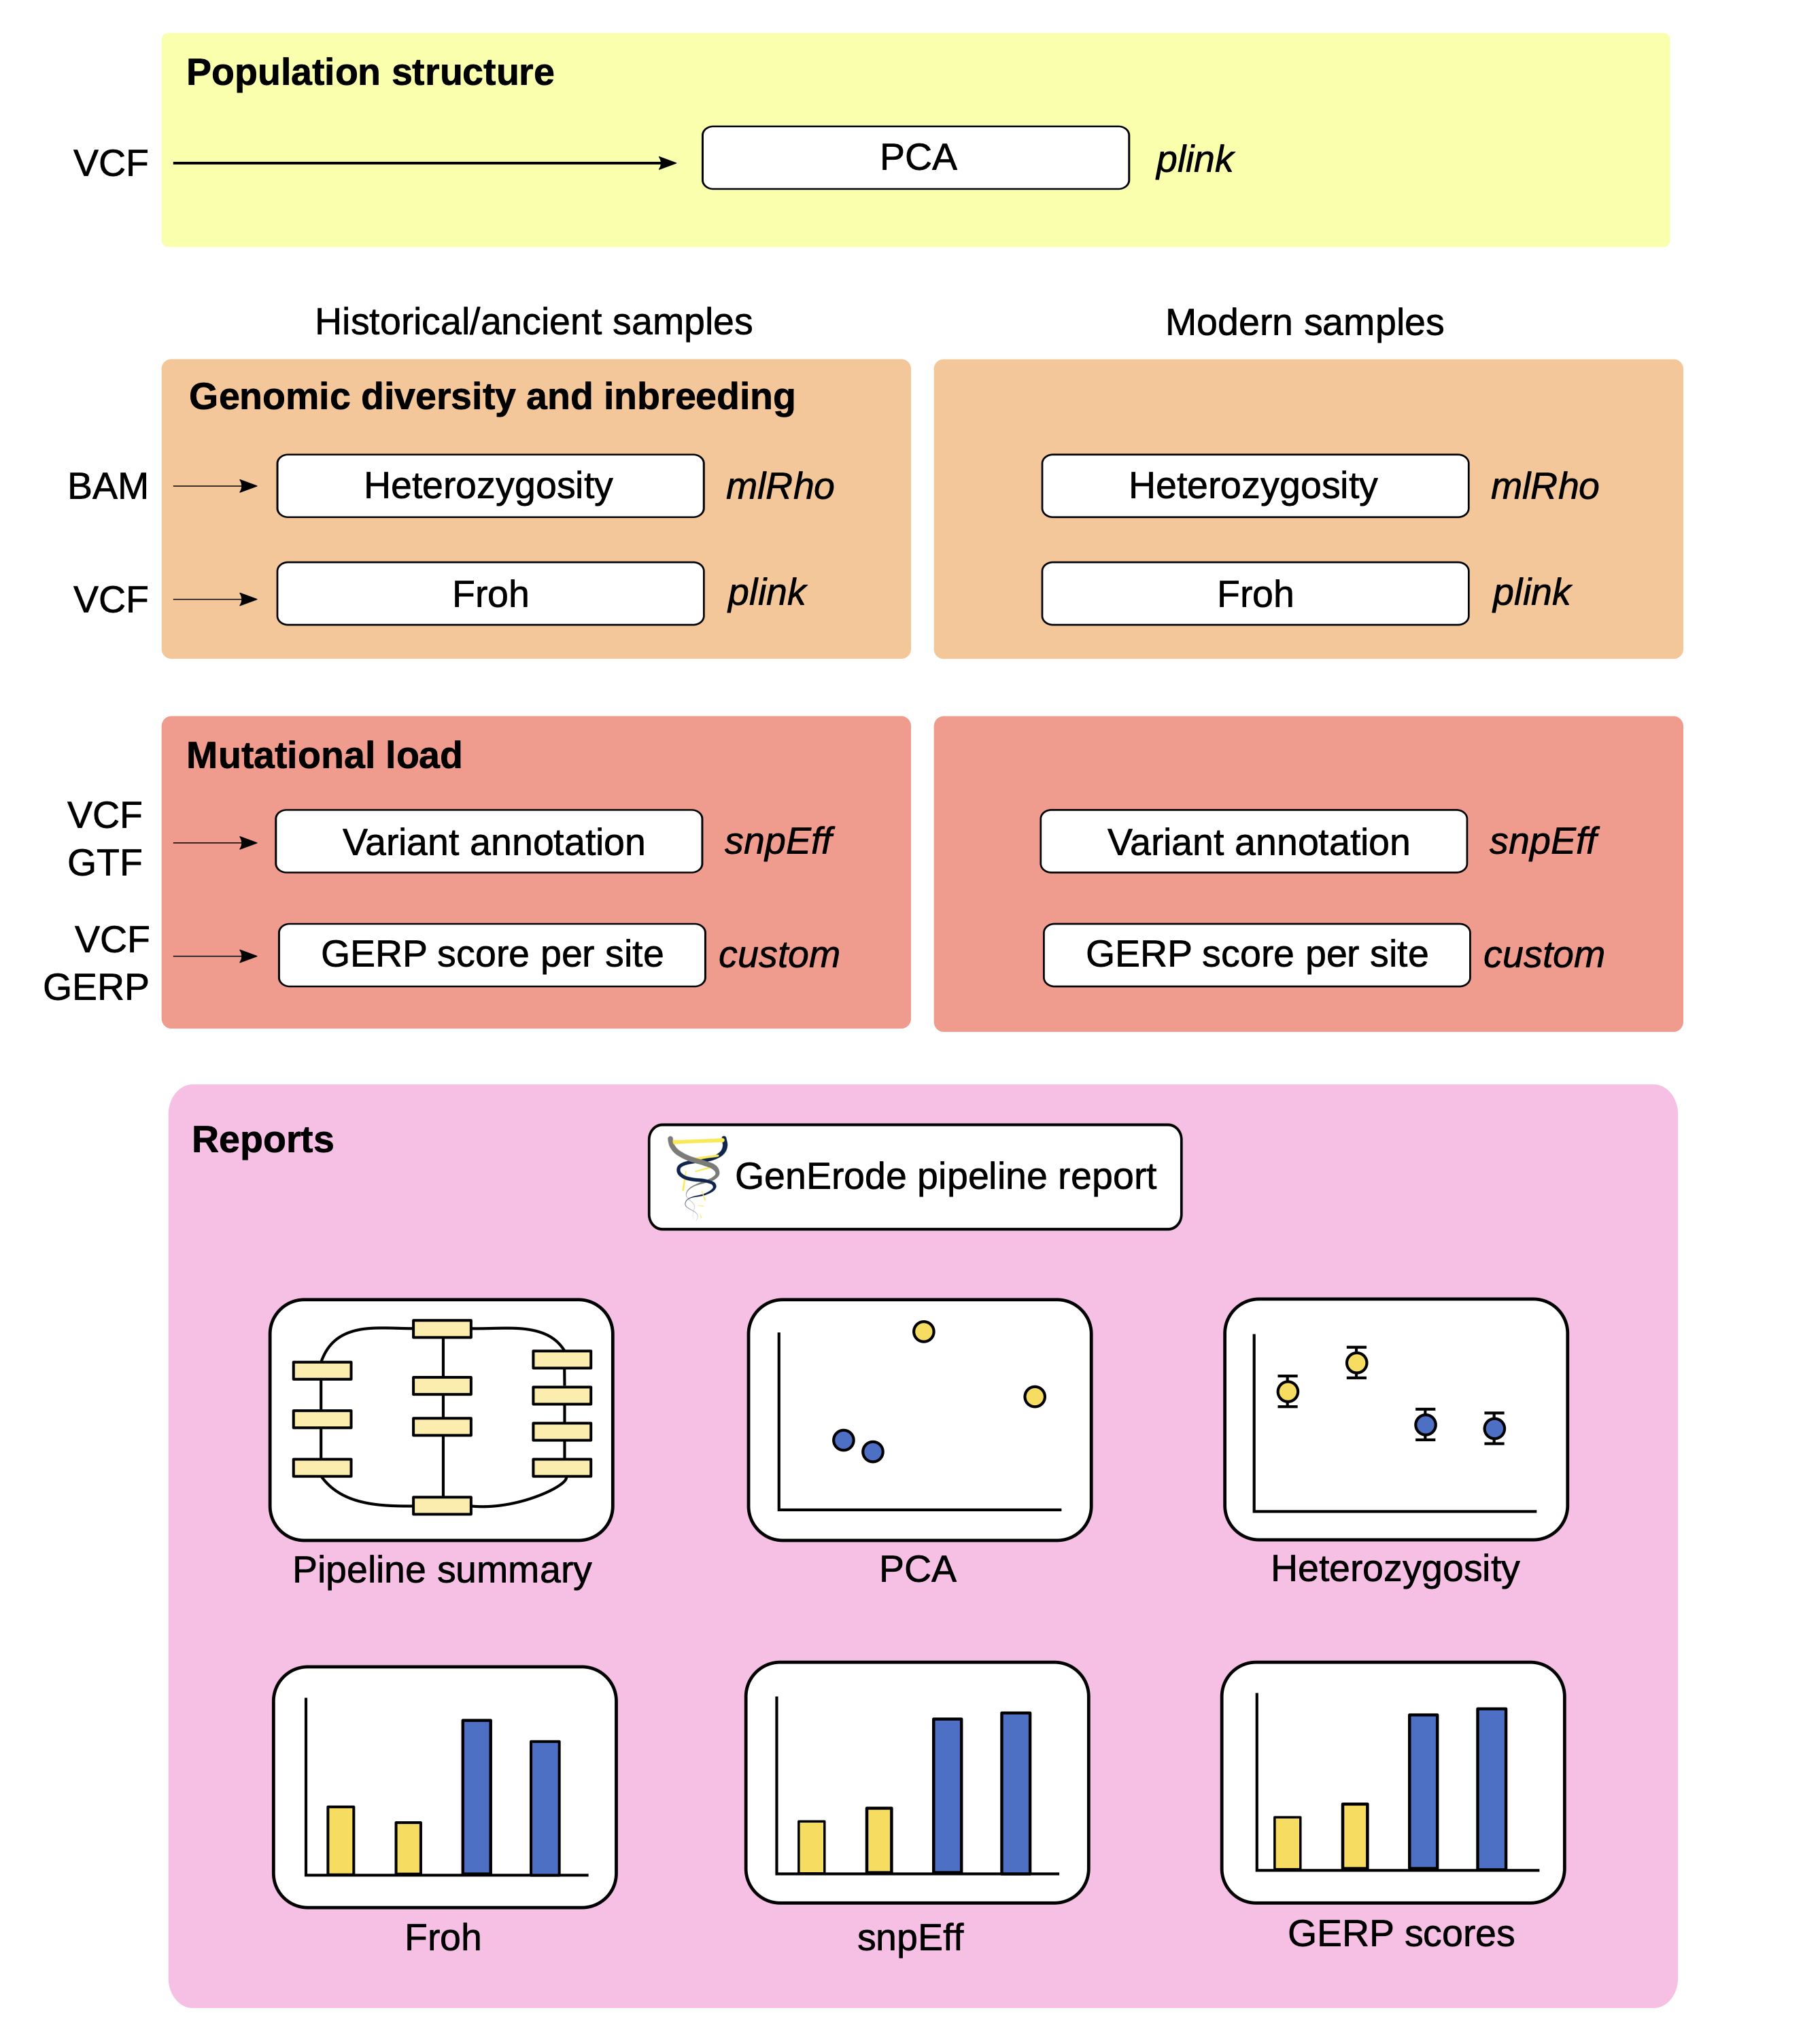 Population structure
VCF
PCA
plink
Historical/ancient samples
Modern samples
Genomic diversity and inbreeding
BAM
Heterozygosity
mlRho
Heterozygosity
mlRho
VCF
Froh
plink
Froh
plink
Mutational load
VCF
GTF
Variant annotation
snpEff
Variant annotation
snpEff
VCF
GERP
GERP score per site
custom
GERP score per site
custom
Reports
GenErode pipeline report
Pipeline summary
PCA
Heterozygosity
Froh
snpEff
GERP scores